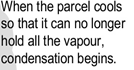 When the parcel cools
so that it can no longer
hold all the vapour,
condensation begins.